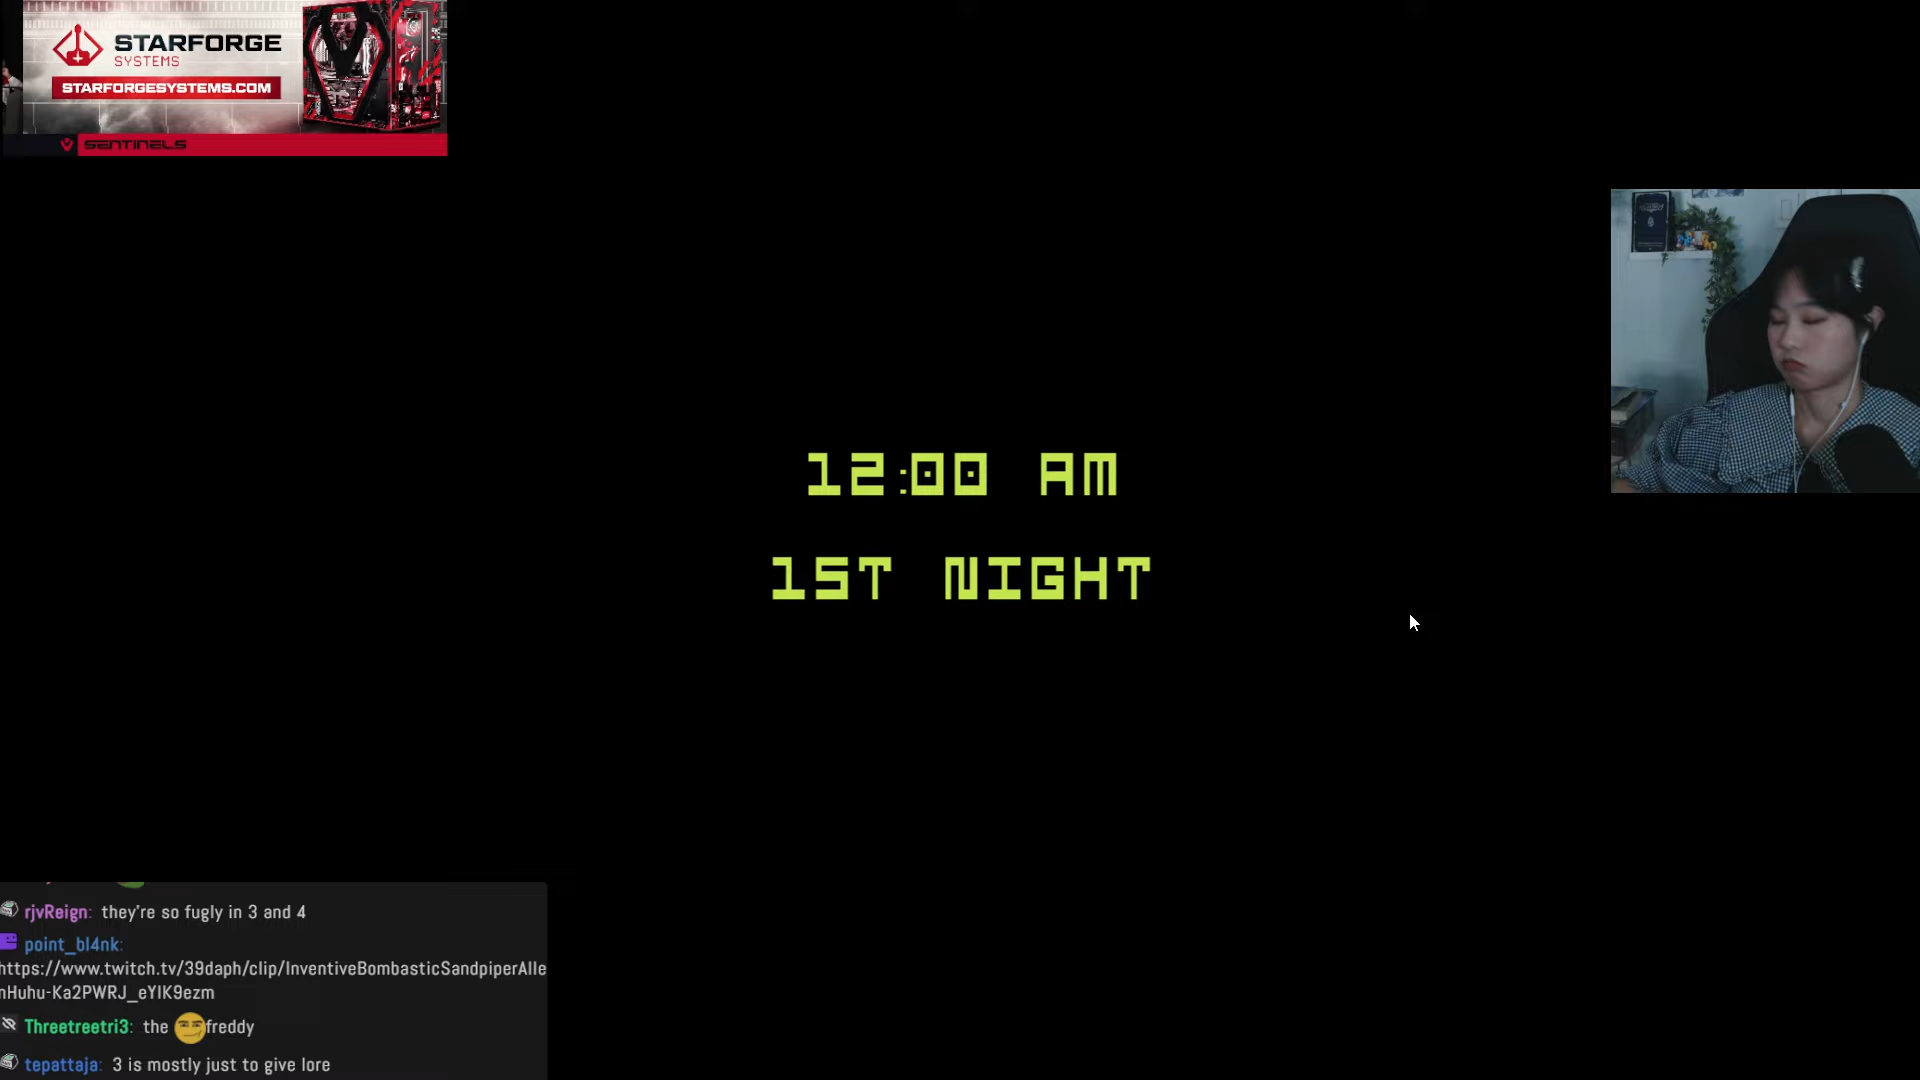 STARFORGE
SYSTEMS
STARFORGESYSTEMS.COM
SENTINELS
12:00 AM
1ST NIGHT
rjvReign: they're so fugly in 3 and 4
point_bl4nk:
https://www.twitch.tv/39daph/clip/InventiveBombasticSandpiperAlle
nHuhu-Ka2PWRJ_eYIK9ezm
Threetreetri3: the freddy
tepattaja: 3 is mostly just to give lore